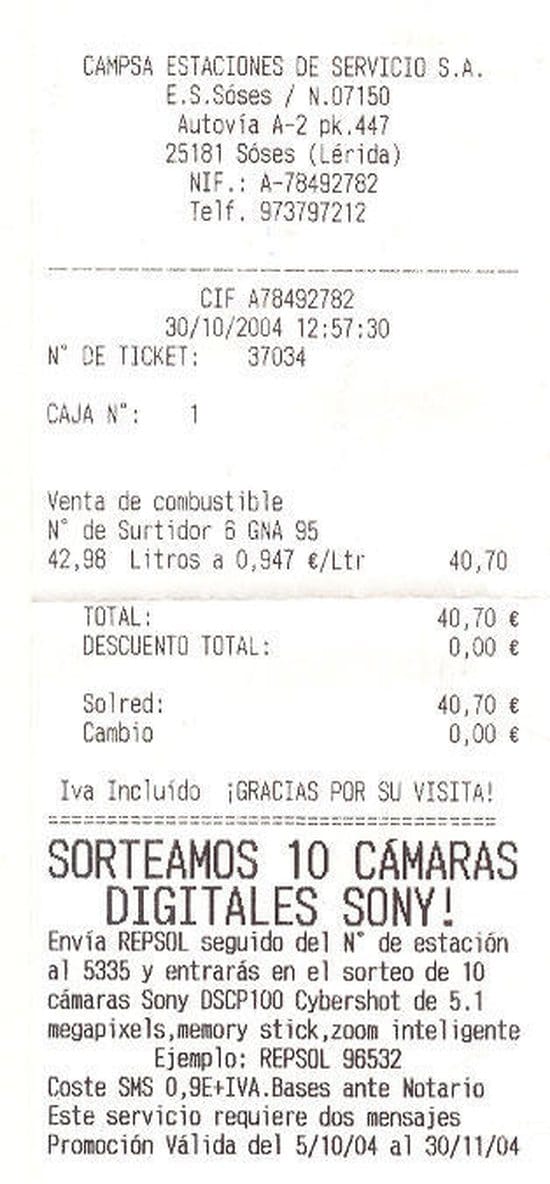 CAMPSA ESTACIONES DE SERVICIO S.A.
E.S.Sóses / N.07150
Autovía A-2 pk.447
25181 Sóses (Lérida)
NIF.: A-78492782
Telf. 973797212
CIF A78492782
30/10/2004 12:57:30
N° DE TICKET: 37034
CAJA N°: 1
Venta de combustible
N° de Surtidor 6 GNA 95
42,98 Litros a 0,947 €/Ltr 40,70
TOTAL: 40,70 €
DESCUENTO TOTAL: 0,00 €
Solred: 40,70 €
Cambio 0,00 €
Iva Incluído ¡GRACIAS POR SU VISITA!
SORTEAMOS 10 CÁMARAS
DIGITALES SONY!
Envía REPSOL seguido del N° de estación
al 5335 y entrarás en el sorteo de 10
cámaras Sony DSCP100 Cybershot de 5.1
megapixels,memory stick,zoom inteligente
Ejemplo: REPSOL 96532
Coste SMS 0,9E+IVA.Bases ante Notario
Este servicio requiere dos mensajes
Promoción Válida del 5/10/04 al 30/11/04